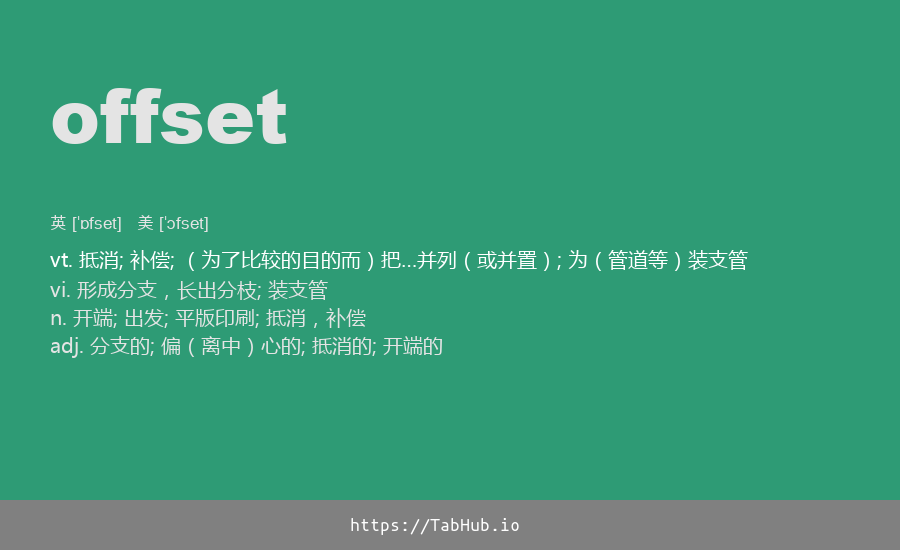 offset
英 [ˈɒfset] 美 [ˈɔfset]
vt. 抵消; 补偿; （为了比较的目的而）把…并列（或并置）; 为（管道等）装支管
vi. 形成分支，长出分枝; 装支管
n. 开端; 出发; 平版印刷; 抵消，补偿
adj. 分支的; 偏（离中）心的; 抵消的; 开端的
https://TabHub.io